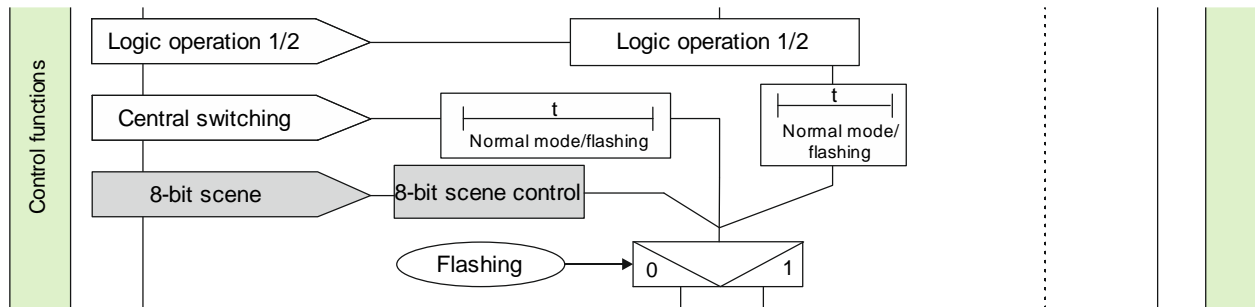 Control functions
Logic operation 1/2
Logic operation 1/2
Central switching
t
Normal mode/flashing
t
Normal mode/
flashing
8-bit scene
8-bit scene control
Flashing
0
1